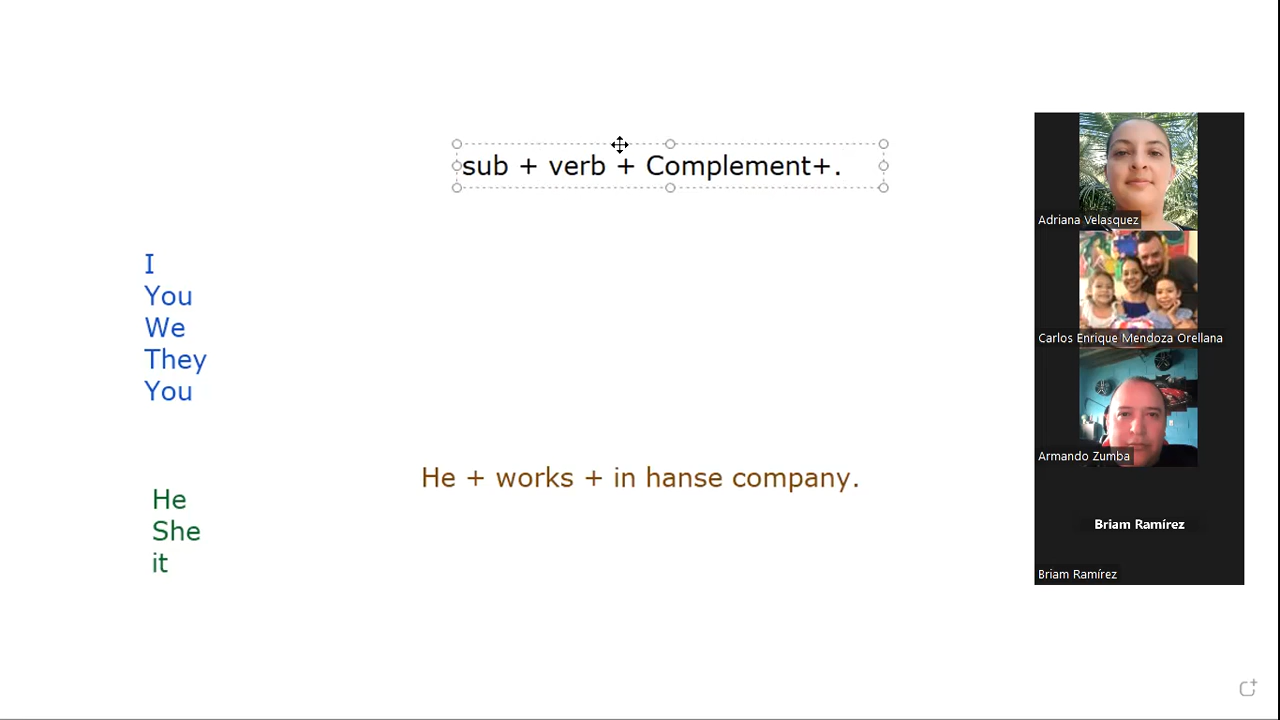 sub + verb + Complement+.
I
You
We
They
You
He + works + in hanse company.
He
She
it
Adriana Velasquez
Carlos Enrique Mendoza Orellana
Armando Zumba
Briam Ramírez
Briam Ramírez